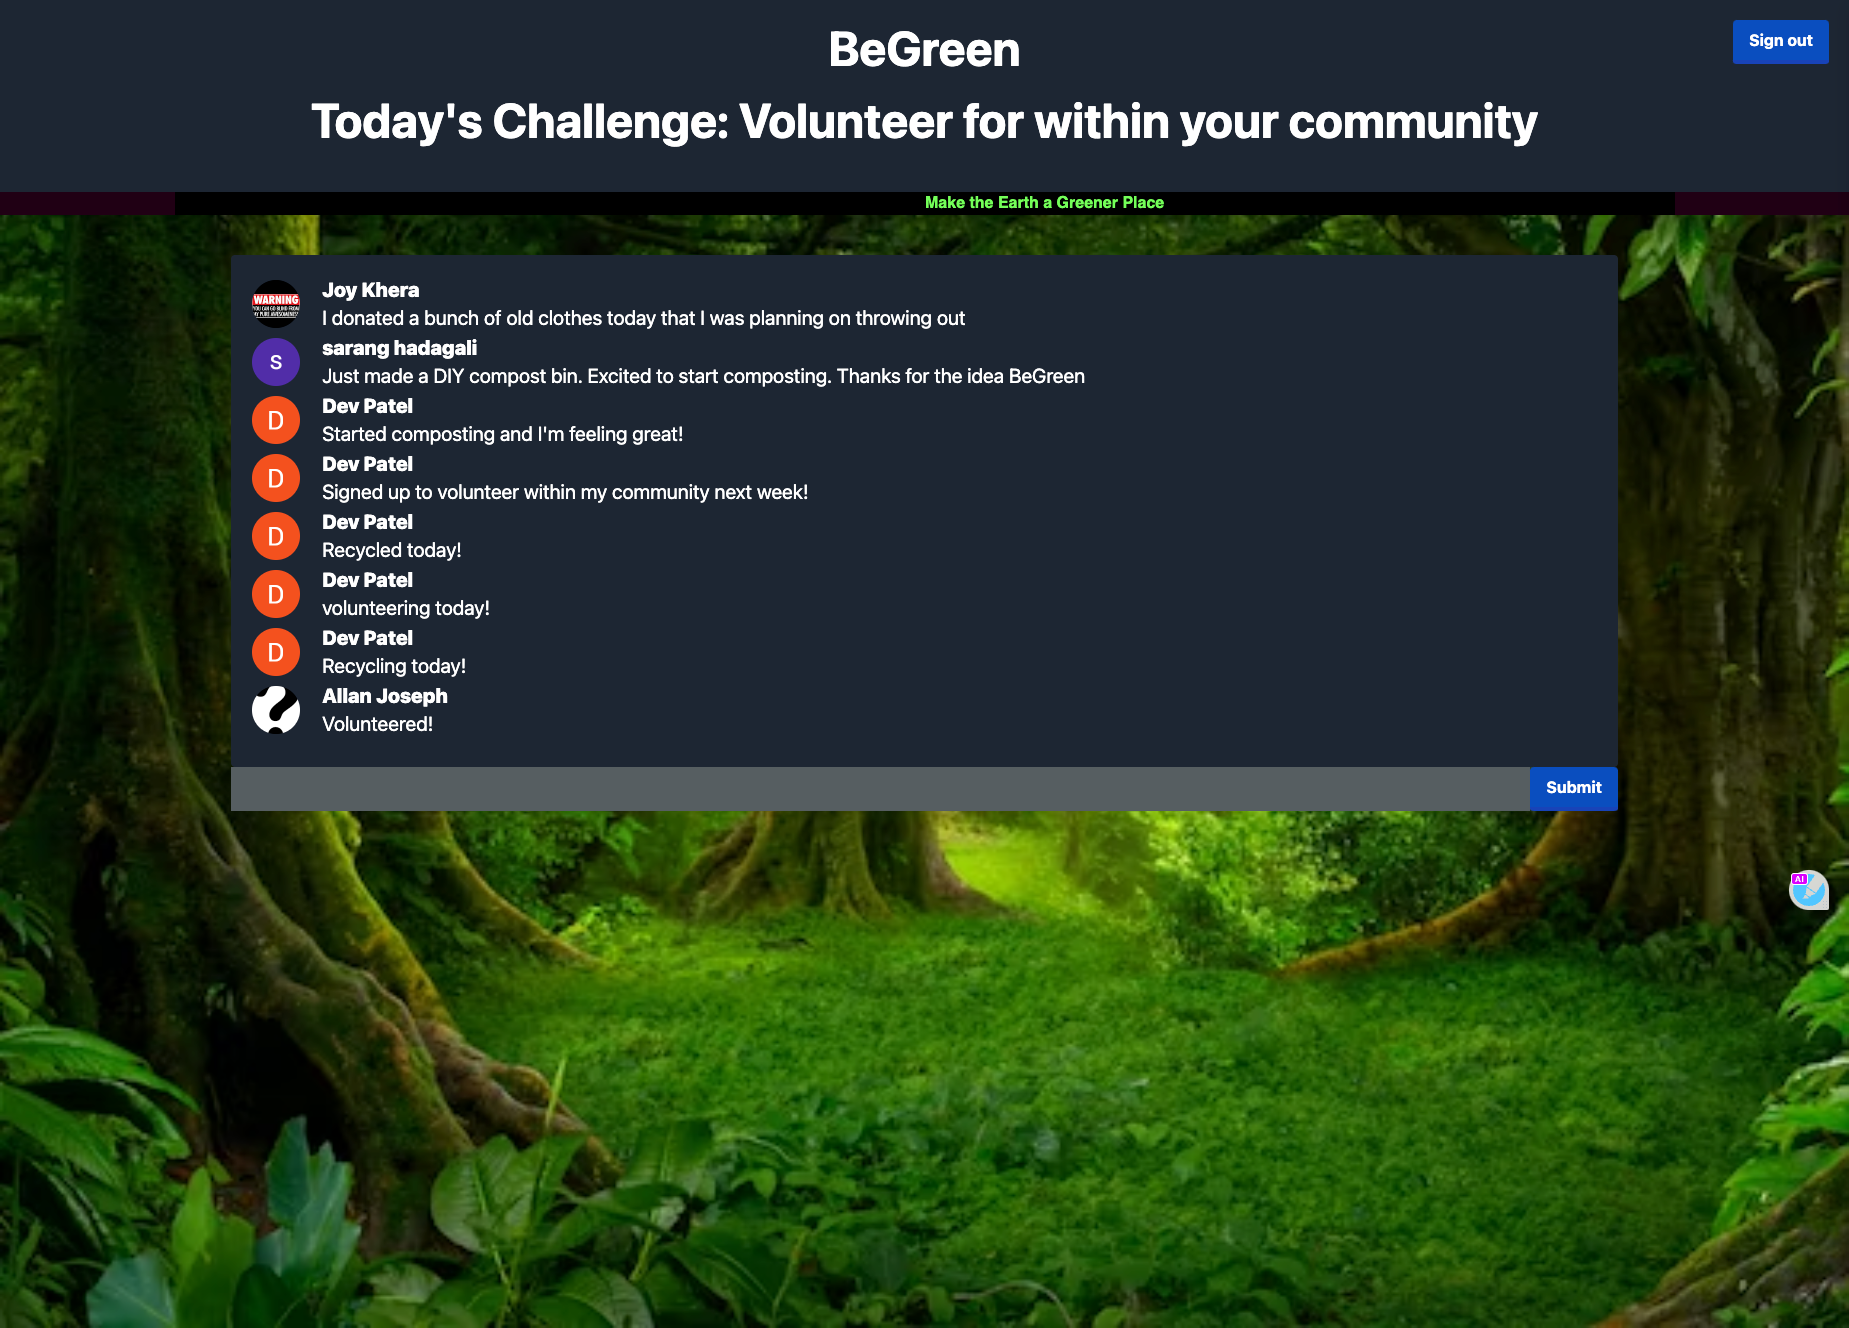 BeGreen
Sign out
Today's Challenge: Volunteer for within your community
Make the Earth a Greener Place
WARNING
Joy Khera
I donated a bunch of old clothes today that I was planning on throwing out
S
sarang hadagali
Just made a DIY compost bin. Excited to start composting. Thanks for the idea BeGreen
D
Dev Patel
Started composting and I'm feeling great!
D
Dev Patel
Signed up to volunteer within my community next week!
D
Dev Patel
Recycled today!
D
Dev Patel
volunteering today!
D
Dev Patel
Recycling today!
?
Allan Joseph
Volunteered!
Submit
AI